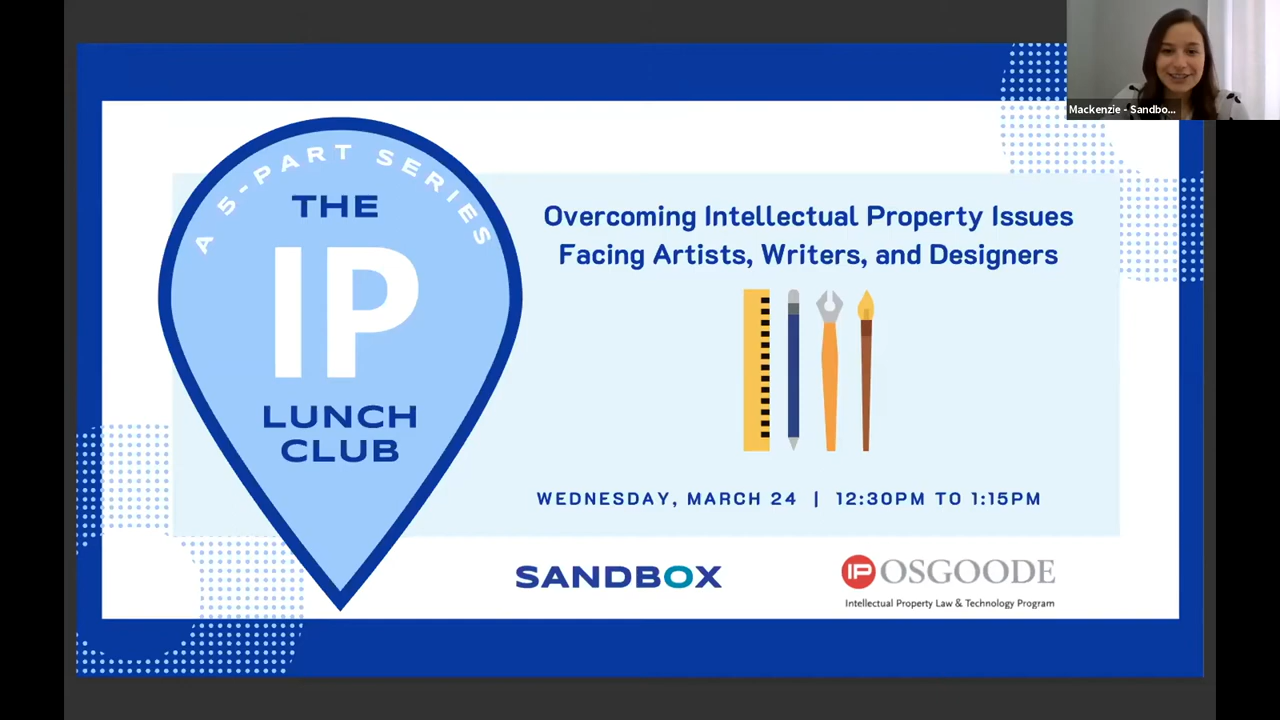 Mackenzie - Sandbo...
A 5-PART SERIES
THE
IP
LUNCH
CLUB
Overcoming Intellectual Property Issues
Facing Artists, Writers, and Designers
WEDNESDAY, MARCH 24 | 12:30PM TO 1:15PM
SANDBOX
IP OSGOODE
Intellectual Property Law & Technology Program